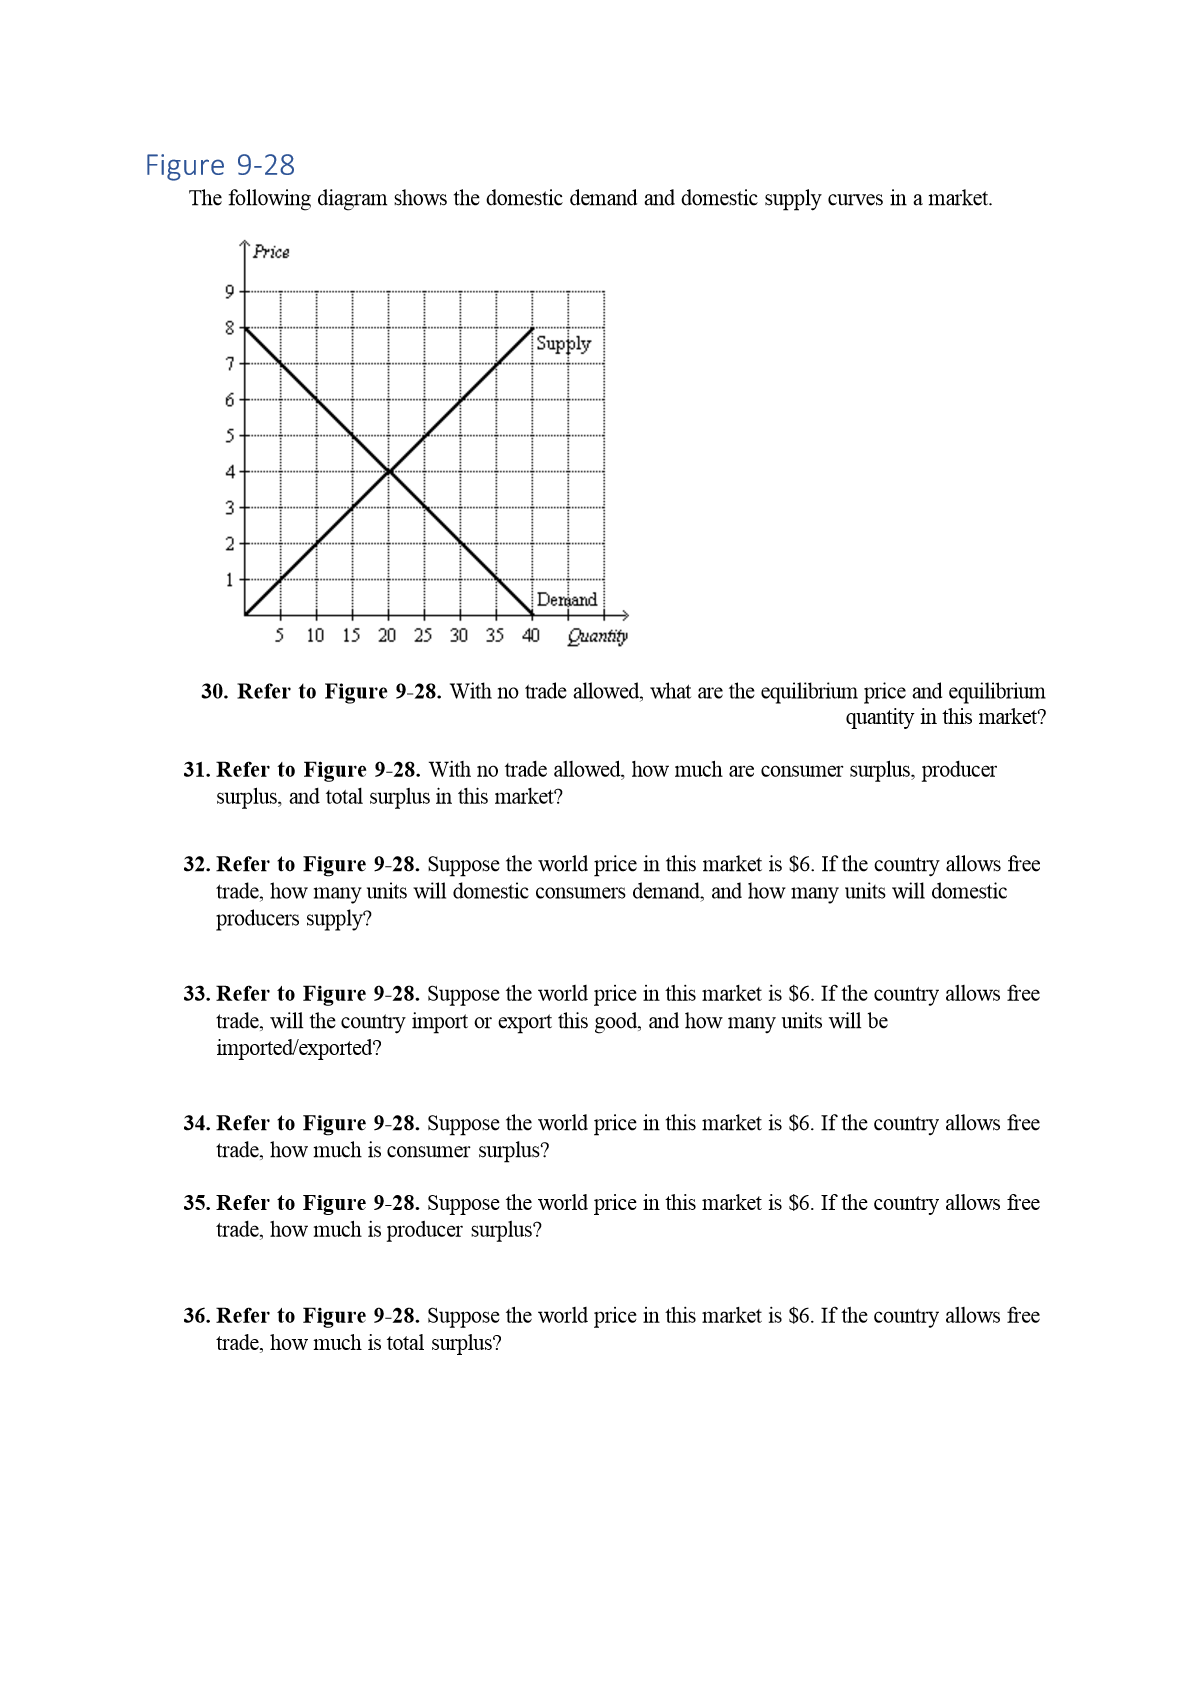 Figure 9-28
The following diagram shows the domestic demand and domestic supply curves in a market.
Price
9
8
Supply
7
6
5
4
3
2
1
Demand
5 10 15 20 25 30 35 40 Quantity
30. Refer to Figure 9-28. With no trade allowed, what are the equilibrium price and equilibrium
quantity in this market?
31. Refer to Figure 9-28. With no trade allowed, how much are consumer surplus, producer
surplus, and total surplus in this market?
32. Refer to Figure 9-28. Suppose the world price in this market is $6. If the country allows free
trade, how many units will domestic consumers demand, and how many units will domestic
producers supply?
33. Refer to Figure 9-28. Suppose the world price in this market is $6. If the country allows free
trade, will the country import or export this good, and how many units will be
imported/exported?
34. Refer to Figure 9-28. Suppose the world price in this market is $6. If the country allows free
trade, how much is consumer surplus?
35. Refer to Figure 9-28. Suppose the world price in this market is $6. If the country allows free
trade, how much is producer surplus?
36. Refer to Figure 9-28. Suppose the world price in this market is $6. If the country allows free
trade, how much is total surplus?